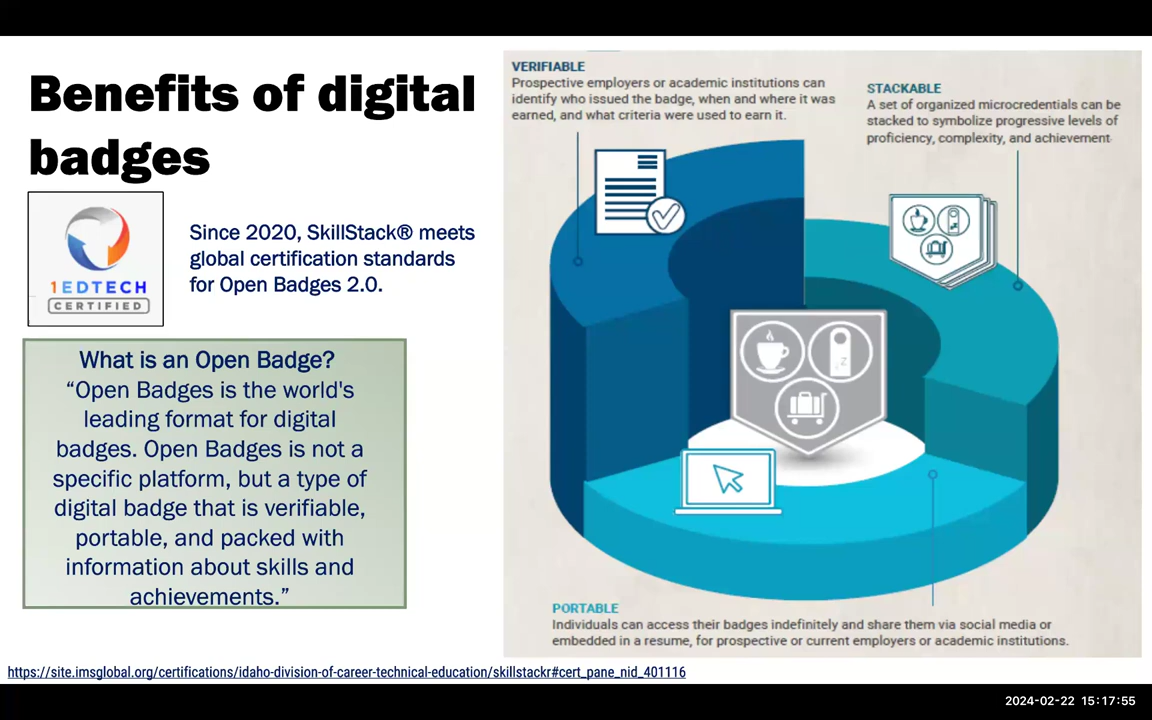 Benefits of digital
badges
1EDTECH
CERTIFIED
Since 2020, SkillStack® meets
global certification standards
for Open Badges 2.0.
What is an Open Badge?
“Open Badges is the world's
leading format for digital
badges. Open Badges is not a
specific platform, but a type of
digital badge that is verifiable,
portable, and packed with
information about skills and
achievements.”
VERIFIABLE
Prospective employers or academic institutions can
identify who issued the badge, when and where it was
earned, and what criteria were used to earn it.
STACKABLE
A set of organized microcredentials can be
stacked to symbolize progressive levels of
proficiency, complexity, and achievement.
PORTABLE
Individuals can access their badges indefinitely and share them via social media or
embedded in a resume, for prospective or current employers or academic institutions.
https://site.imsglobal.org/certifications/idaho-division-of-career-technical-education/skillstackr#cert_pane_nid_401116
2024-02-22 15:17:55